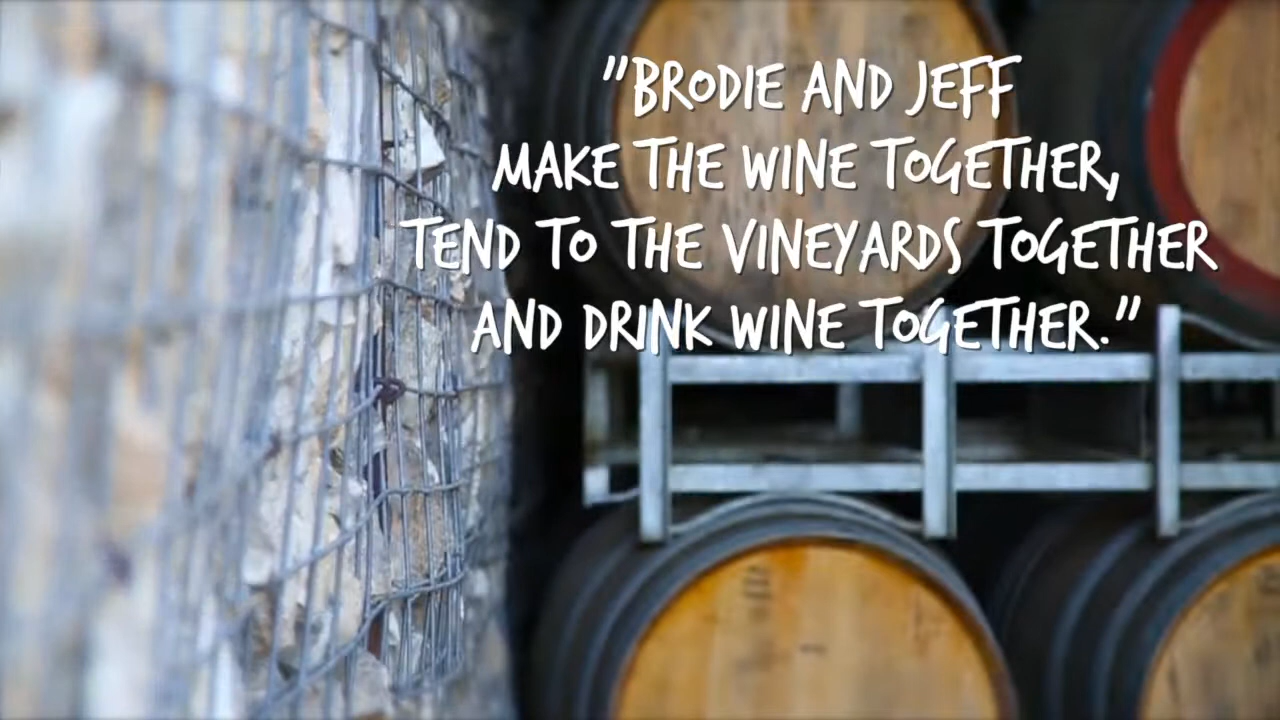 "BRODIE AND JEFF
MAKE THE WINE TOGETHER,
TEND TO THE VINEYARDS TOGETHER
AND DRINK WINE TOGETHER."